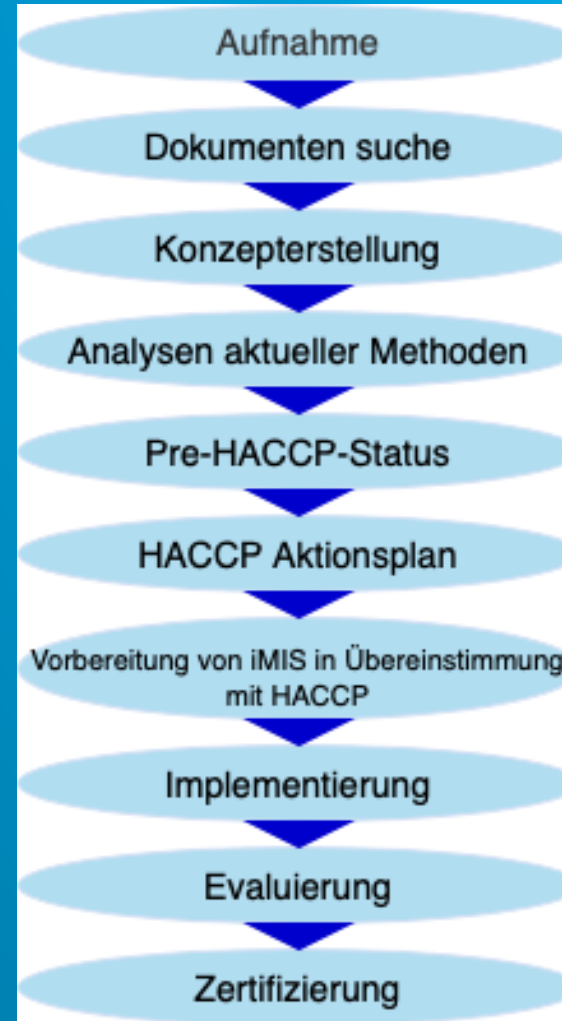 Aufnahme
Dokumenten suche
Konzepterstellung
Analysen aktueller Methoden
Pre-HACCP-Status
HACCP Aktionsplan
Vorbereitung von iMIS in Übereinstimmung
mit HACCP
Implementierung
Evaluierung
Zertifizierung